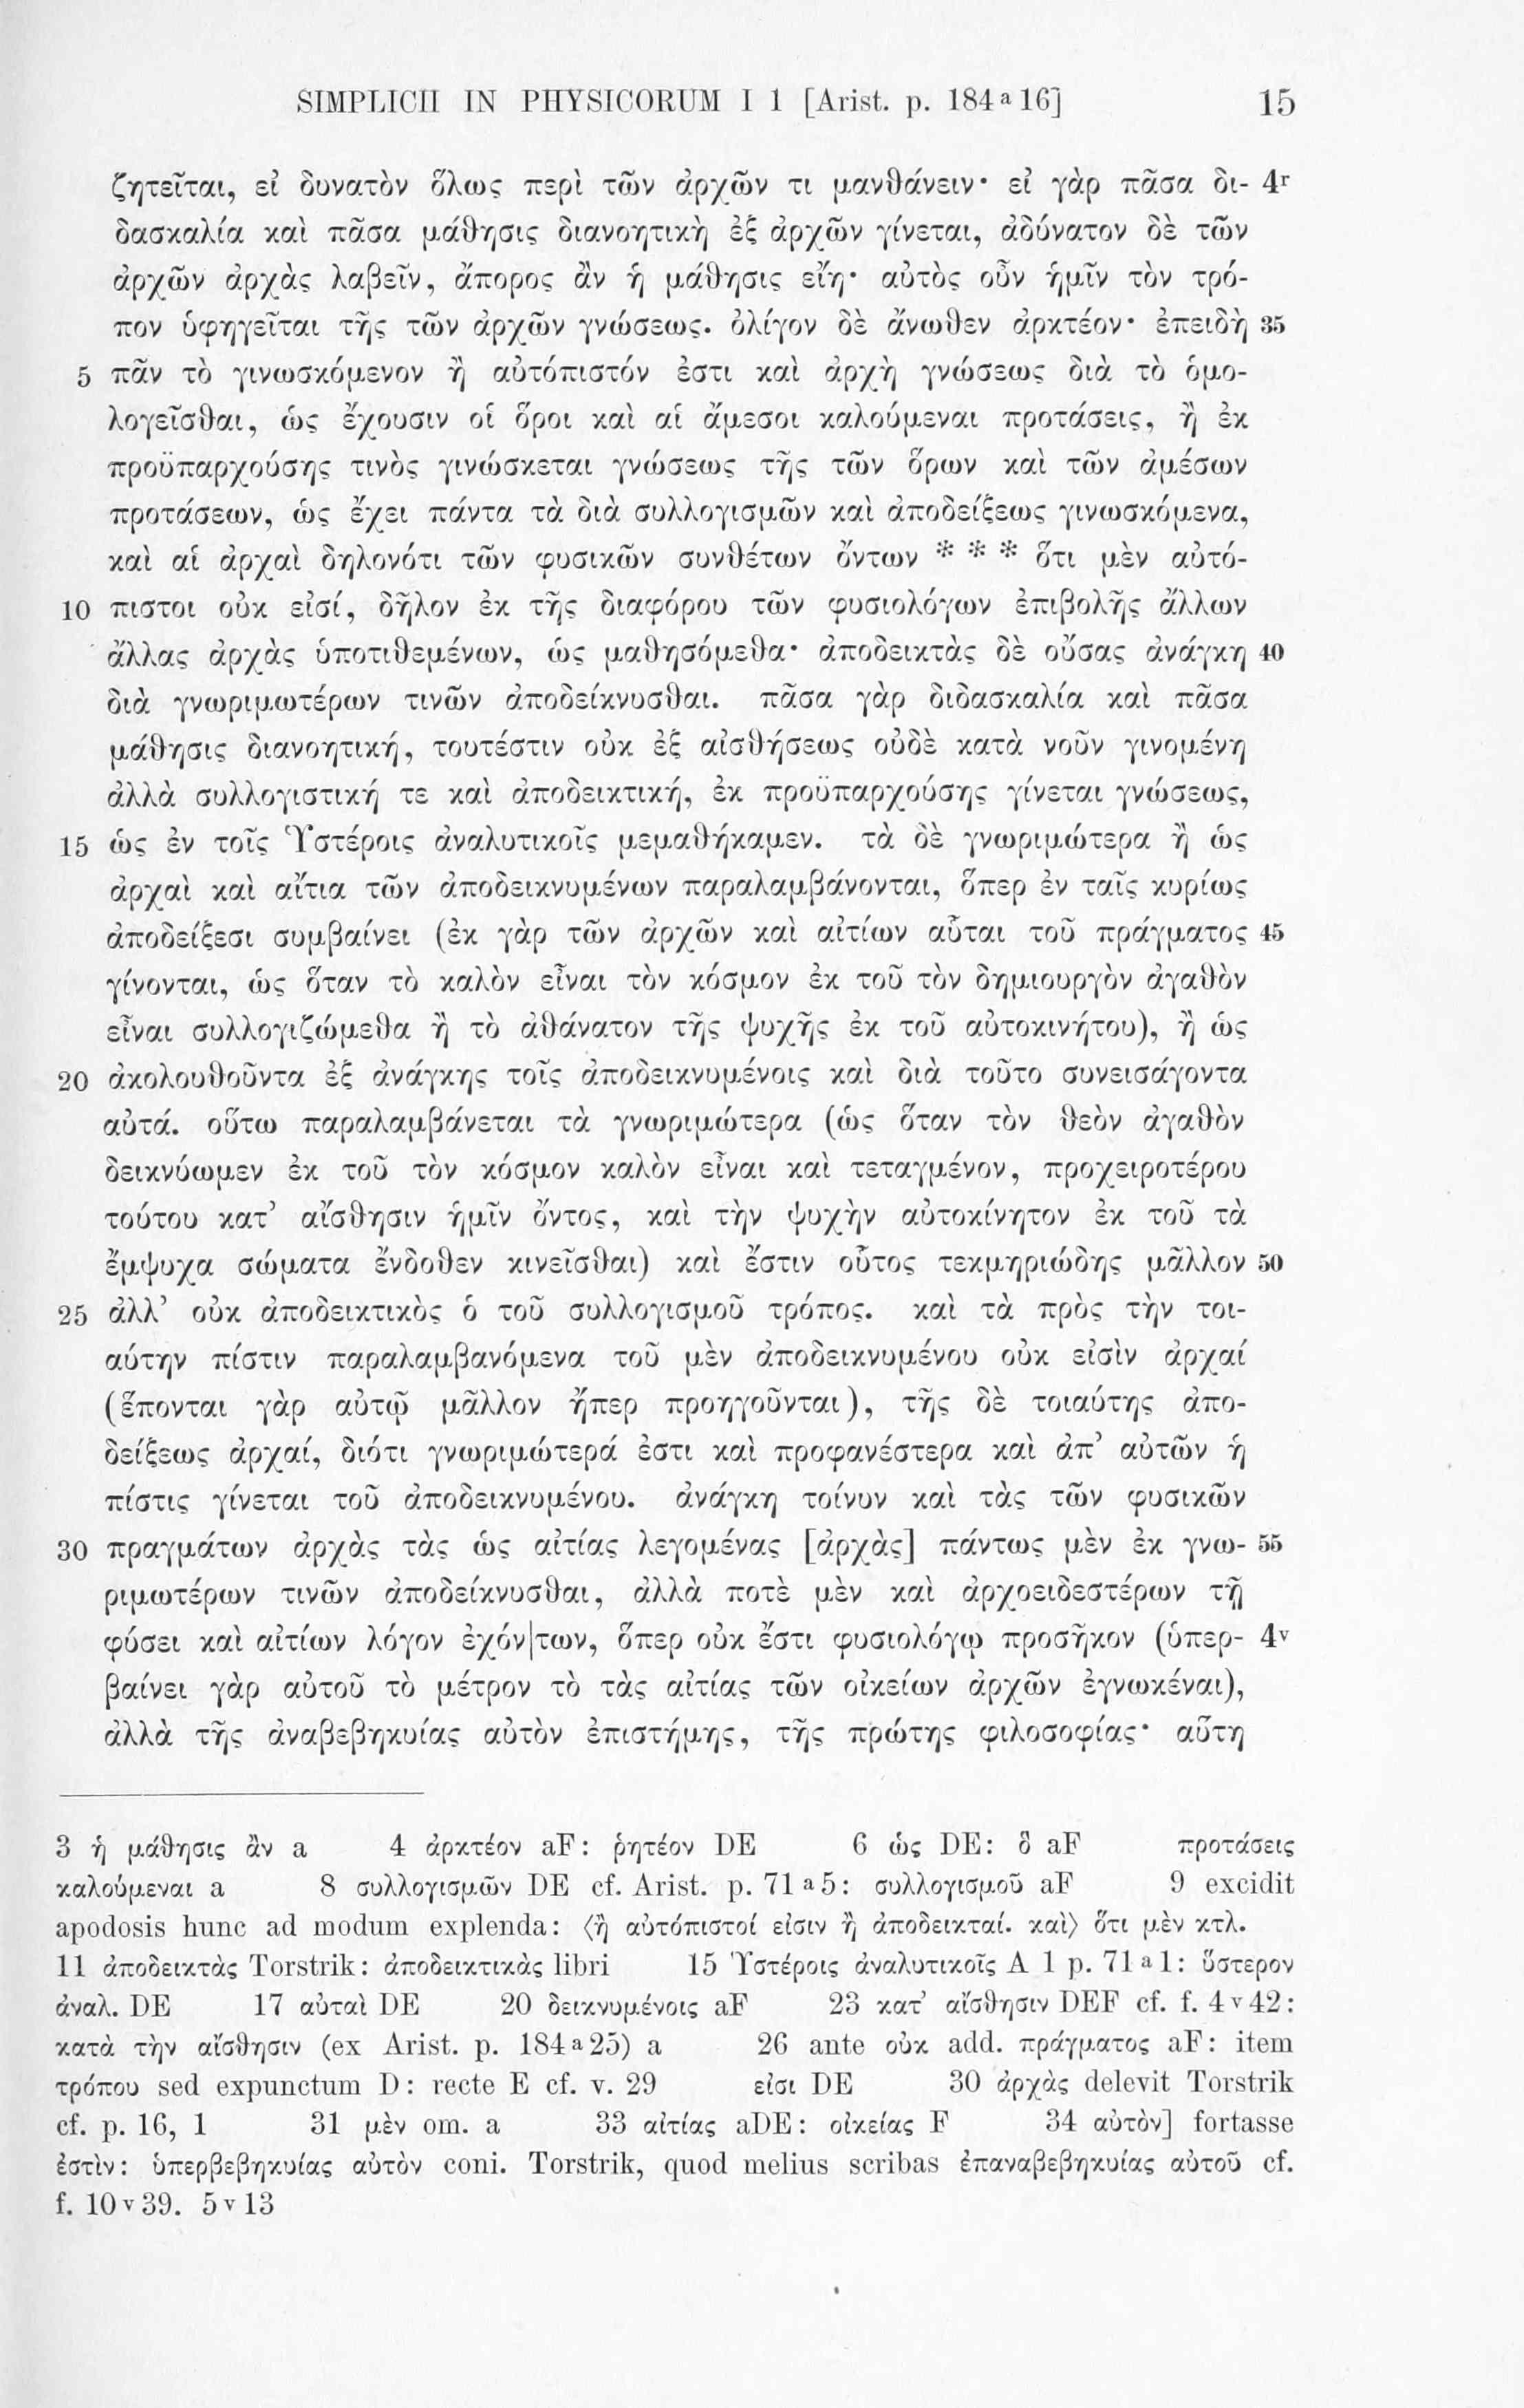 SIMPLICII IN PHYSICORUM I 1 [Arist. p. 184 a 16] 15
ζητεῖται, εἰ δυνατὸν ὅλως περὶ τῶν ἀρχῶν τι μανθάνειν· εἰ γὰρ πᾶσα δι- 4r
δασκαλία καὶ πᾶσα μάθησις διανοητικὴ ἐξ ἀρχῶν γίνεται, ἀδύνατον δὲ τῶν
ἀρχῶν ἀρχὰς λαβεῖν, ἄπορος ἂν ἡ μάθησις εἴη· αὐτὸς οὖν ἡμῖν τὸν τρό-
πον ὑφηγεῖται τῆς τῶν ἀρχῶν γνώσεως. ὀλίγον δὲ ἄνωθεν ἀρκτέον· ἐπειδὴ 35
5 πᾶν τὸ γινωσκόμενον ἢ αὐτόπιστόν ἐστι καὶ ἀρχὴ γνώσεως διὰ τὸ ὁμο-
λογεῖσθαι, ὡς ἔχουσιν οἱ ὅροι καὶ αἱ ἄμεσοι καλούμεναι προτάσεις, ἢ ἐκ
προϋπαρχούσης τινὸς γινώσκεται γνώσεως τῆς τῶν ὅρων καὶ τῶν ἀμέσων
προτάσεων, ὡς ἔχει πάντα τὰ διὰ συλλογισμῶν καὶ ἀποδείξεως γινωσκόμενα,
καὶ αἱ ἀρχαὶ δηλονότι τῶν φυσικῶν συνθέτων ὄντων * * * ὅτι μὲν αὐτό-
10 πιστοι οὐκ εἰσί, δῆλον ἐκ τῆς διαφόρου τῶν φυσιολόγων ἐπιβολῆς ἄλλων
ἄλλας ἀρχὰς ὑποτιθεμένων, ὡς μαθησόμεθα· ἀποδεικτὰς δὲ οὔσας ἀνάγκη 40
διὰ γνωριμωτέρων τινῶν ἀποδείκνυσθαι. πᾶσα γὰρ διδασκαλία καὶ πᾶσα
μάθησις διανοητική, τουτέστιν οὐκ ἐξ αἰσθήσεως οὐδὲ κατὰ νοῦν γινομένη
ἀλλὰ συλλογιστική τε καὶ ἀποδεικτική, ἐκ προϋπαρχούσης γίνεται γνώσεως,
15 ὡς ἐν τοῖς Ὑστέροις ἀναλυτικοῖς μεμαθήκαμεν. τὰ δὲ γνωριμώτερα ἢ ὡς
ἀρχαὶ καὶ αἴτια τῶν ἀποδεικνυμένων παραλαμβάνονται, ὅπερ ἐν ταῖς κυρίως
ἀποδείξεσι συμβαίνει (ἐκ γὰρ τῶν ἀρχῶν καὶ αἰτίων αὗται τοῦ πράγματος 45
γίνονται, ὡς ὅταν τὸ καλὸν εἶναι τὸν κόσμον ἐκ τοῦ τὸν δημιουργὸν ἀγαθὸν
εἶναι συλλογιζώμεθα ἢ τὸ ἀθάνατον τῆς ψυχῆς ἐκ τοῦ αὐτοκινήτου), ἢ ὡς
20 ἀκολουθοῦντα ἐξ ἀνάγκης τοῖς ἀποδεικνυμένοις καὶ διὰ τοῦτο συνεισάγοντα
αὐτά. οὕτω παραλαμβάνεται τὰ γνωριμώτερα (ὡς ὅταν τὸν θεὸν ἀγαθὸν
δεικνύωμεν ἐκ τοῦ τὸν κόσμον καλὸν εἶναι καὶ τεταγμένον, προχειροτέρου
τούτου κατ' αἴσθησιν ἡμῖν ὄντος, καὶ τὴν ψυχὴν αὐτοκίνητον ἐκ τοῦ τὰ
ἔμψυχα σώματα ἔνδοθεν κινεῖσθαι) καὶ ἔστιν οὗτος τεκμηριώδης μᾶλλον 50
25 ἀλλ' οὐκ ἀποδεικτικὸς ὁ τοῦ συλλογισμοῦ τρόπος. καὶ τὰ πρὸς τὴν τοι-
αύτην πίστιν παραλαμβανόμενα τοῦ μὲν ἀποδεικνυμένου οὐκ εἰσὶν ἀρχαί
(ἕπονται γὰρ αὐτῷ μᾶλλον ἤπερ προηγοῦνται), τῆς δὲ τοιαύτης ἀπο-
δείξεως ἀρχαί, διότι γνωριμώτερά ἐστι καὶ προφανέστερα καὶ ἀπ' αὐτῶν ἡ
πίστις γίνεται τοῦ ἀποδεικνυμένου. ἀνάγκη τοίνυν καὶ τὰς τῶν φυσικῶν
30 πραγμάτων ἀρχὰς τὰς ὡς αἰτίας λεγομένας [ἀρχὰς] πάντως μὲν ἐκ γνω- 55
ριμωτέρων τινῶν ἀποδείκνυσθαι, ἀλλὰ ποτὲ μὲν καὶ ἀρχοειδεστέρων τῇ
φύσει καὶ αἰτίων λόγον ἐχόν|των, ὅπερ οὐκ ἔστι φυσιολόγῳ προσῆκον (ὑπερ- 4v
βαίνει γὰρ αὐτοῦ τὸ μέτρον τὸ τὰς αἰτίας τῶν οἰκείων ἀρχῶν ἐγνωκέναι),
ἀλλὰ τῆς ἀναβεβηκυίας αὐτὸν ἐπιστήμης, τῆς πρώτης φιλοσοφίας· αὕτη
3 ἡ μάθησις ἂν a 4 ἀρκτέον aF: ῥητέον DE 6 ὡς DE: ὃ aF προτάσεις
καλούμεναι a 8 συλλογισμῶν DE cf. Arist. p. 71 a 5: συλλογισμοῦ aF 9 excidit
apodosis hunc ad modum explenda: ⟨ἢ αὐτόπιστοί εἰσιν ἢ ἀποδεικταί. καὶ⟩ ὅτι μὲν κτλ.
11 ἀποδεικτὰς Torstrik: ἀποδεικτικὰς libri 15 Ὑστέροις ἀναλυτικοῖς A 1 p. 71 a 1: ὕστερον
ἀναλ. DE 17 αὐταὶ DE 20 δεικνυμένοις aF 23 κατ' αἴσθησιν DEF cf. f. 4 v 42:
κατὰ τὴν αἴσθησιν (ex Arist. p. 184 a 25) a 26 ante οὐκ add. πράγματος aF: item
τρόπου sed expunctum D: recte E cf. v. 29 εἰσι DE 30 ἀρχὰς delevit Torstrik
cf. p. 16, 1 31 μὲν om. a 33 αἰτίας aDE: οἰκείας F 34 αὐτὸν] fortasse
ἐστὶν: ὑπερβεβηκυίας αὐτὸν coni. Torstrik, quod melius scribas ἐπαναβεβηκυίας αὐτοῦ cf.
f. 10 v 39. 5 v 13